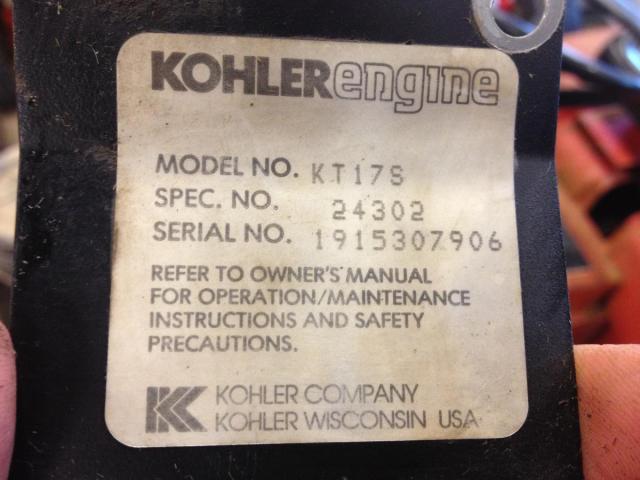 KOHLERengine
MODEL NO. KT17S
SPEC. NO. 24302
SERIAL NO. 1915307906
REFER TO OWNER'S MANUAL
FOR OPERATION/MAINTENANCE
INSTRUCTIONS AND SAFETY
PRECAUTIONS.
K KOHLER COMPANY
KOHLER WISCONSIN USA